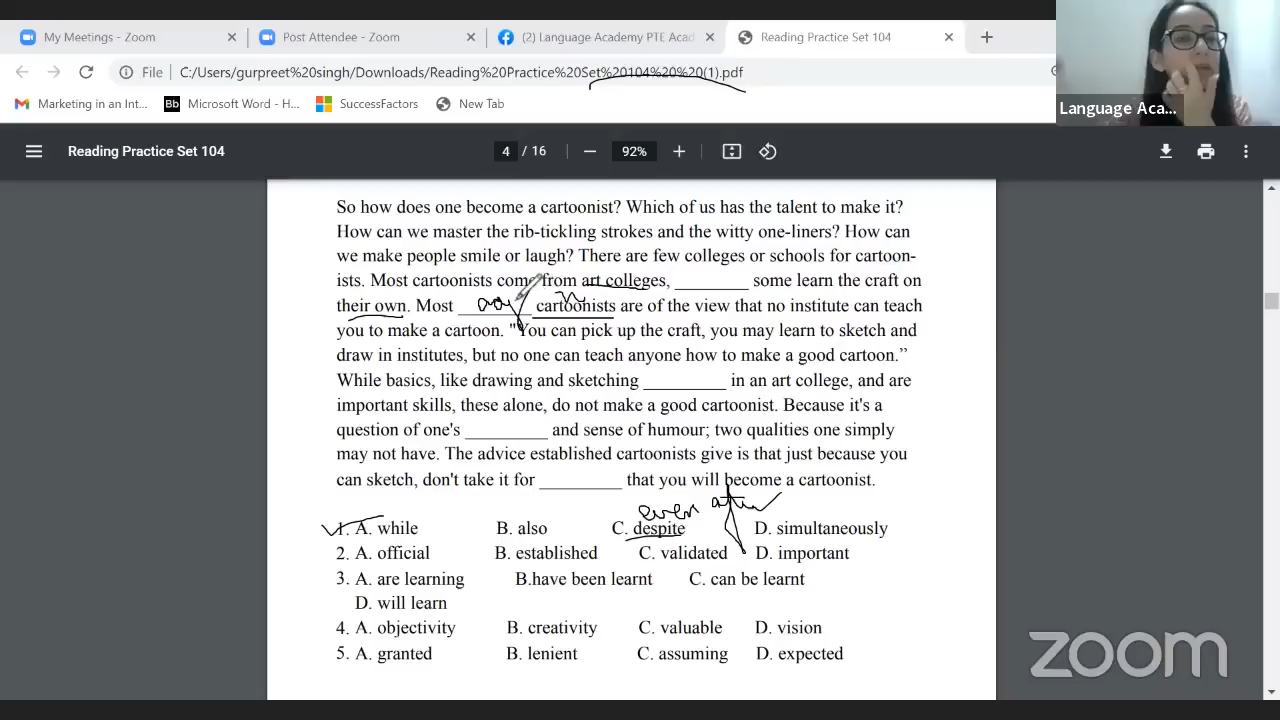 My Meetings - Zoom
Post Attendee - Zoom
(2) Language Academy PTE Acad
Reading Practice Set 104
File
C:/Users/gurpreet%20singh/Downloads/Reading%20Practice%20Set%20104%20%20(1).pdf
Marketing in an Int...
Bb Microsoft Word - H...
SuccessFactors
New Tab
Language Aca...
Reading Practice Set 104
4 / 16
92%
So how does one become a cartoonist? Which of us has the talent to make it?
How can we master the rib-tickling strokes and the witty one-liners? How can
we make people smile or laugh? There are few colleges or schools for cartoon-
ists. Most cartoonists come from art colleges, ________ some learn the craft on
their own. Most ________ cartoonists are of the view that no institute can teach
you to make a cartoon. "You can pick up the craft, you may learn to sketch and
draw in institutes, but no one can teach anyone how to make a good cartoon.”
While basics, like drawing and sketching _________ in an art college, and are
important skills, these alone, do not make a good cartoonist. Because it's a
question of one's _________ and sense of humour; two qualities one simply
may not have. The advice established cartoonists give is that just because you
can sketch, don't take it for _________ that you will become a cartoonist.
even after
1. A. while B. also C. despite D. simultaneously
2. A. official B. established C. validated D. important
3. A. are learning B.have been learnt C. can be learnt
D. will learn
4. A. objectivity B. creativity C. valuable D. vision
5. A. granted B. lenient C. assuming D. expected
zoom